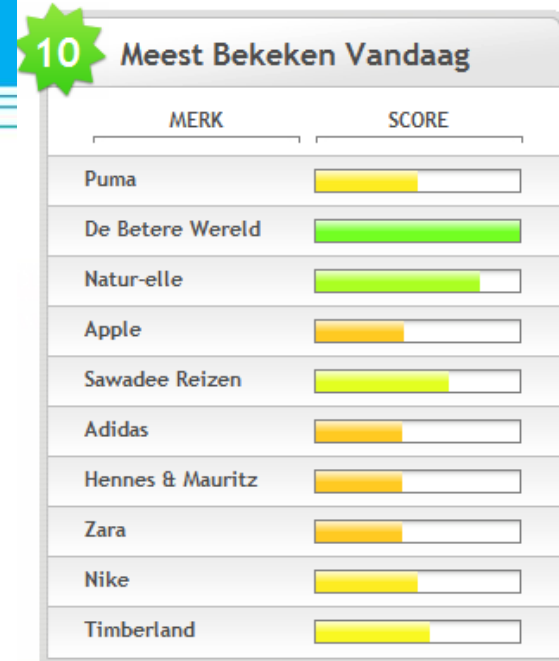 10 Meest Bekeken Vandaag
MERK SCORE
Puma
De Betere Wereld
Natur-elle
Apple
Sawadee Reizen
Adidas
Hennes & Mauritz
Zara
Nike
Timberland